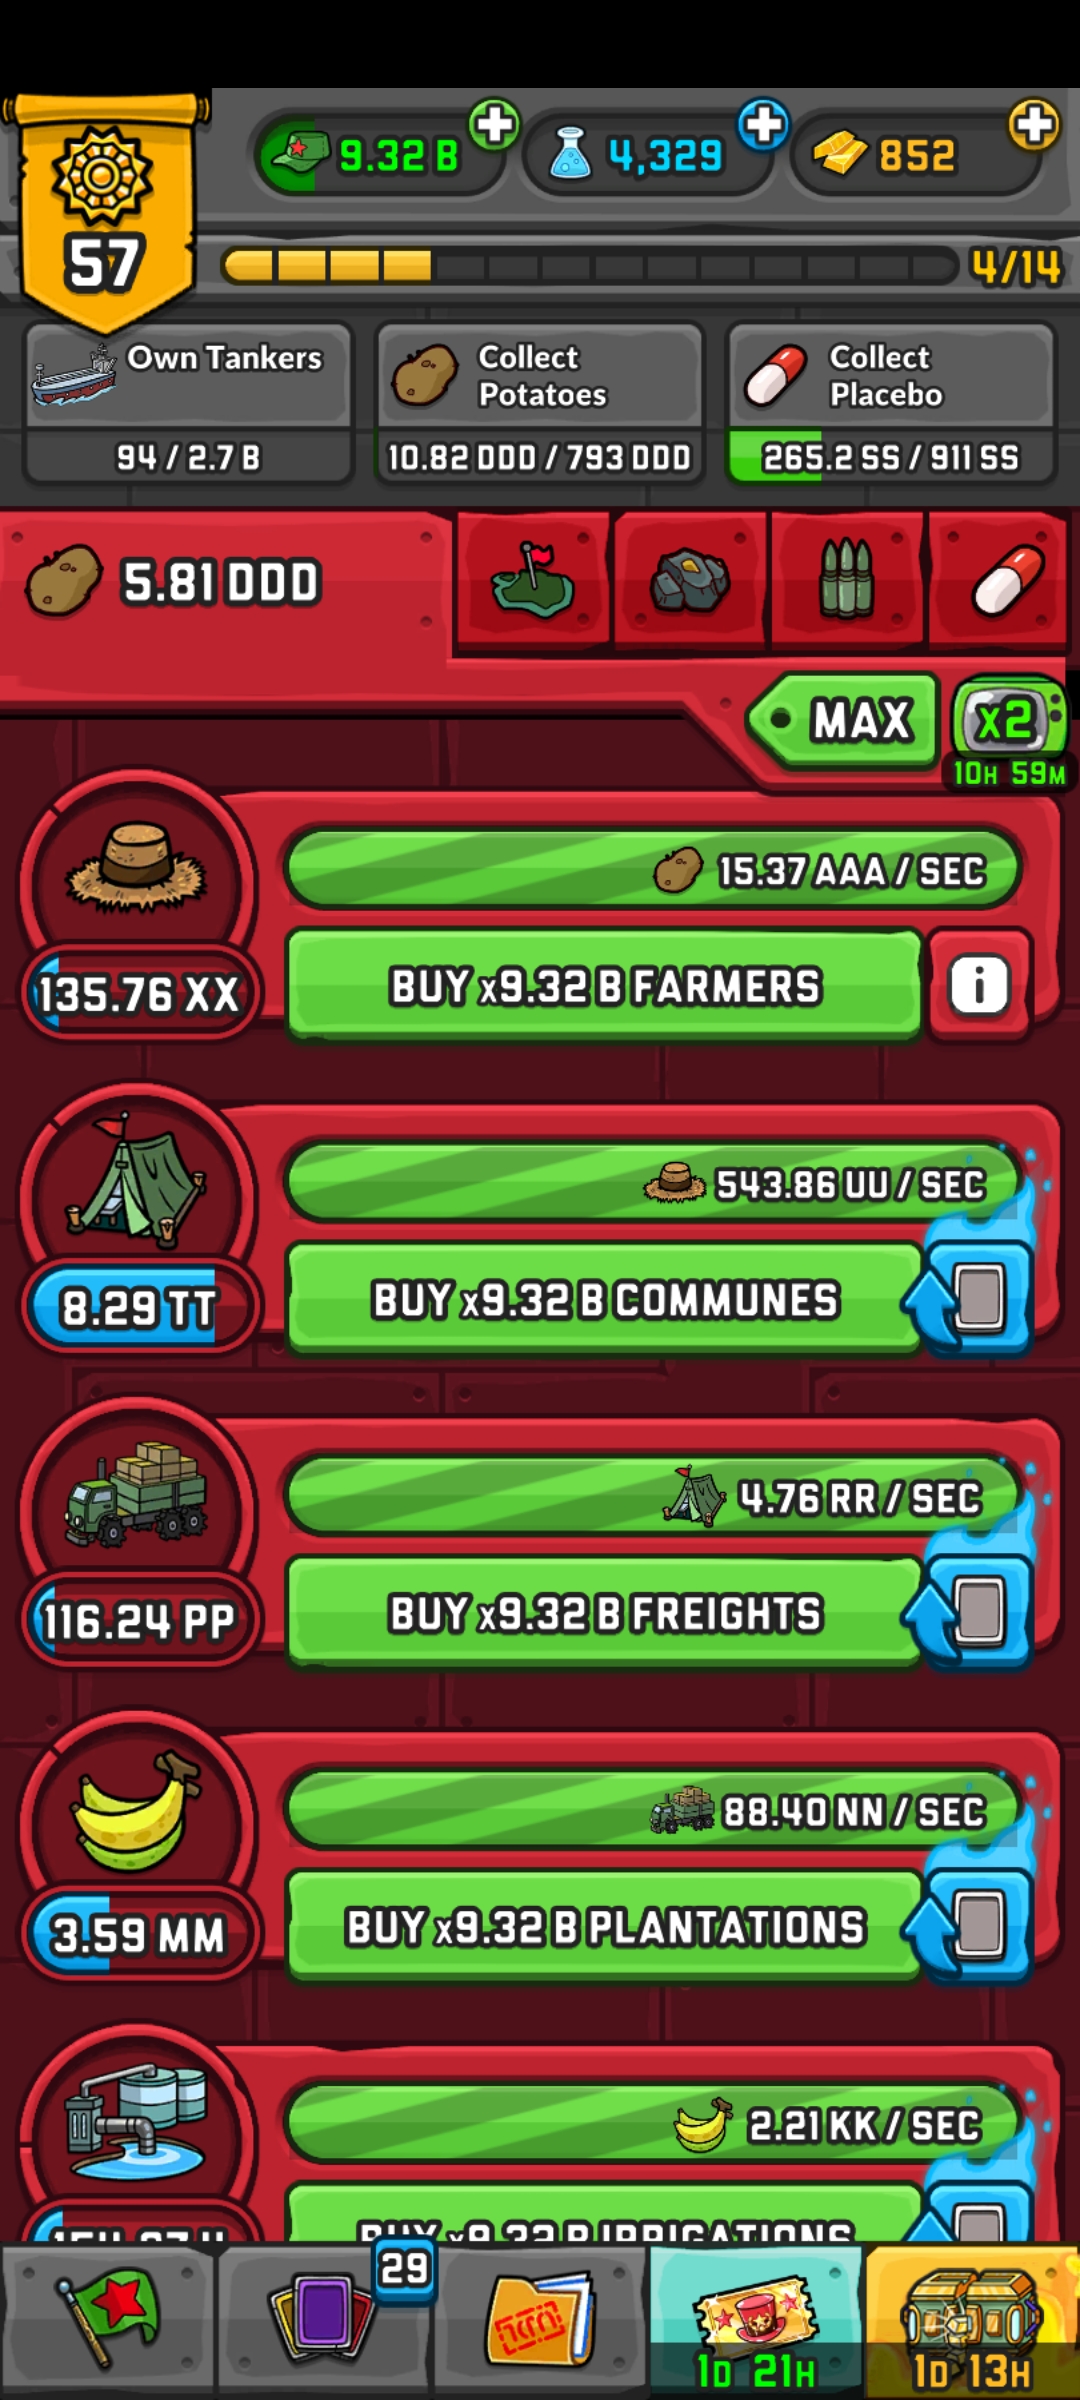 9.32 B
4,329
852
57
4/14
Own Tankers
94 / 2.7 B
Collect
Potatoes
10.82 DDD / 793 DDD
Collect
Placebo
265.2 SS / 911 SS
5.81 DDD
MAX
x2
10H 59M
15.37 AAA / SEC
135.76 XX
BUY x9.32 B FARMERS
i
543.86 UU / SEC
8.29 TT
BUY x9.32 B COMMUNES
4.76 RR / SEC
116.24 PP
BUY x9.32 B FREIGHTS
88.40 NN / SEC
3.59 MM
BUY x9.32 B PLANTATIONS
2.21 KK / SEC
BUY x9.32 B IRRIGATIONS
29
1D 21H
1D 13H